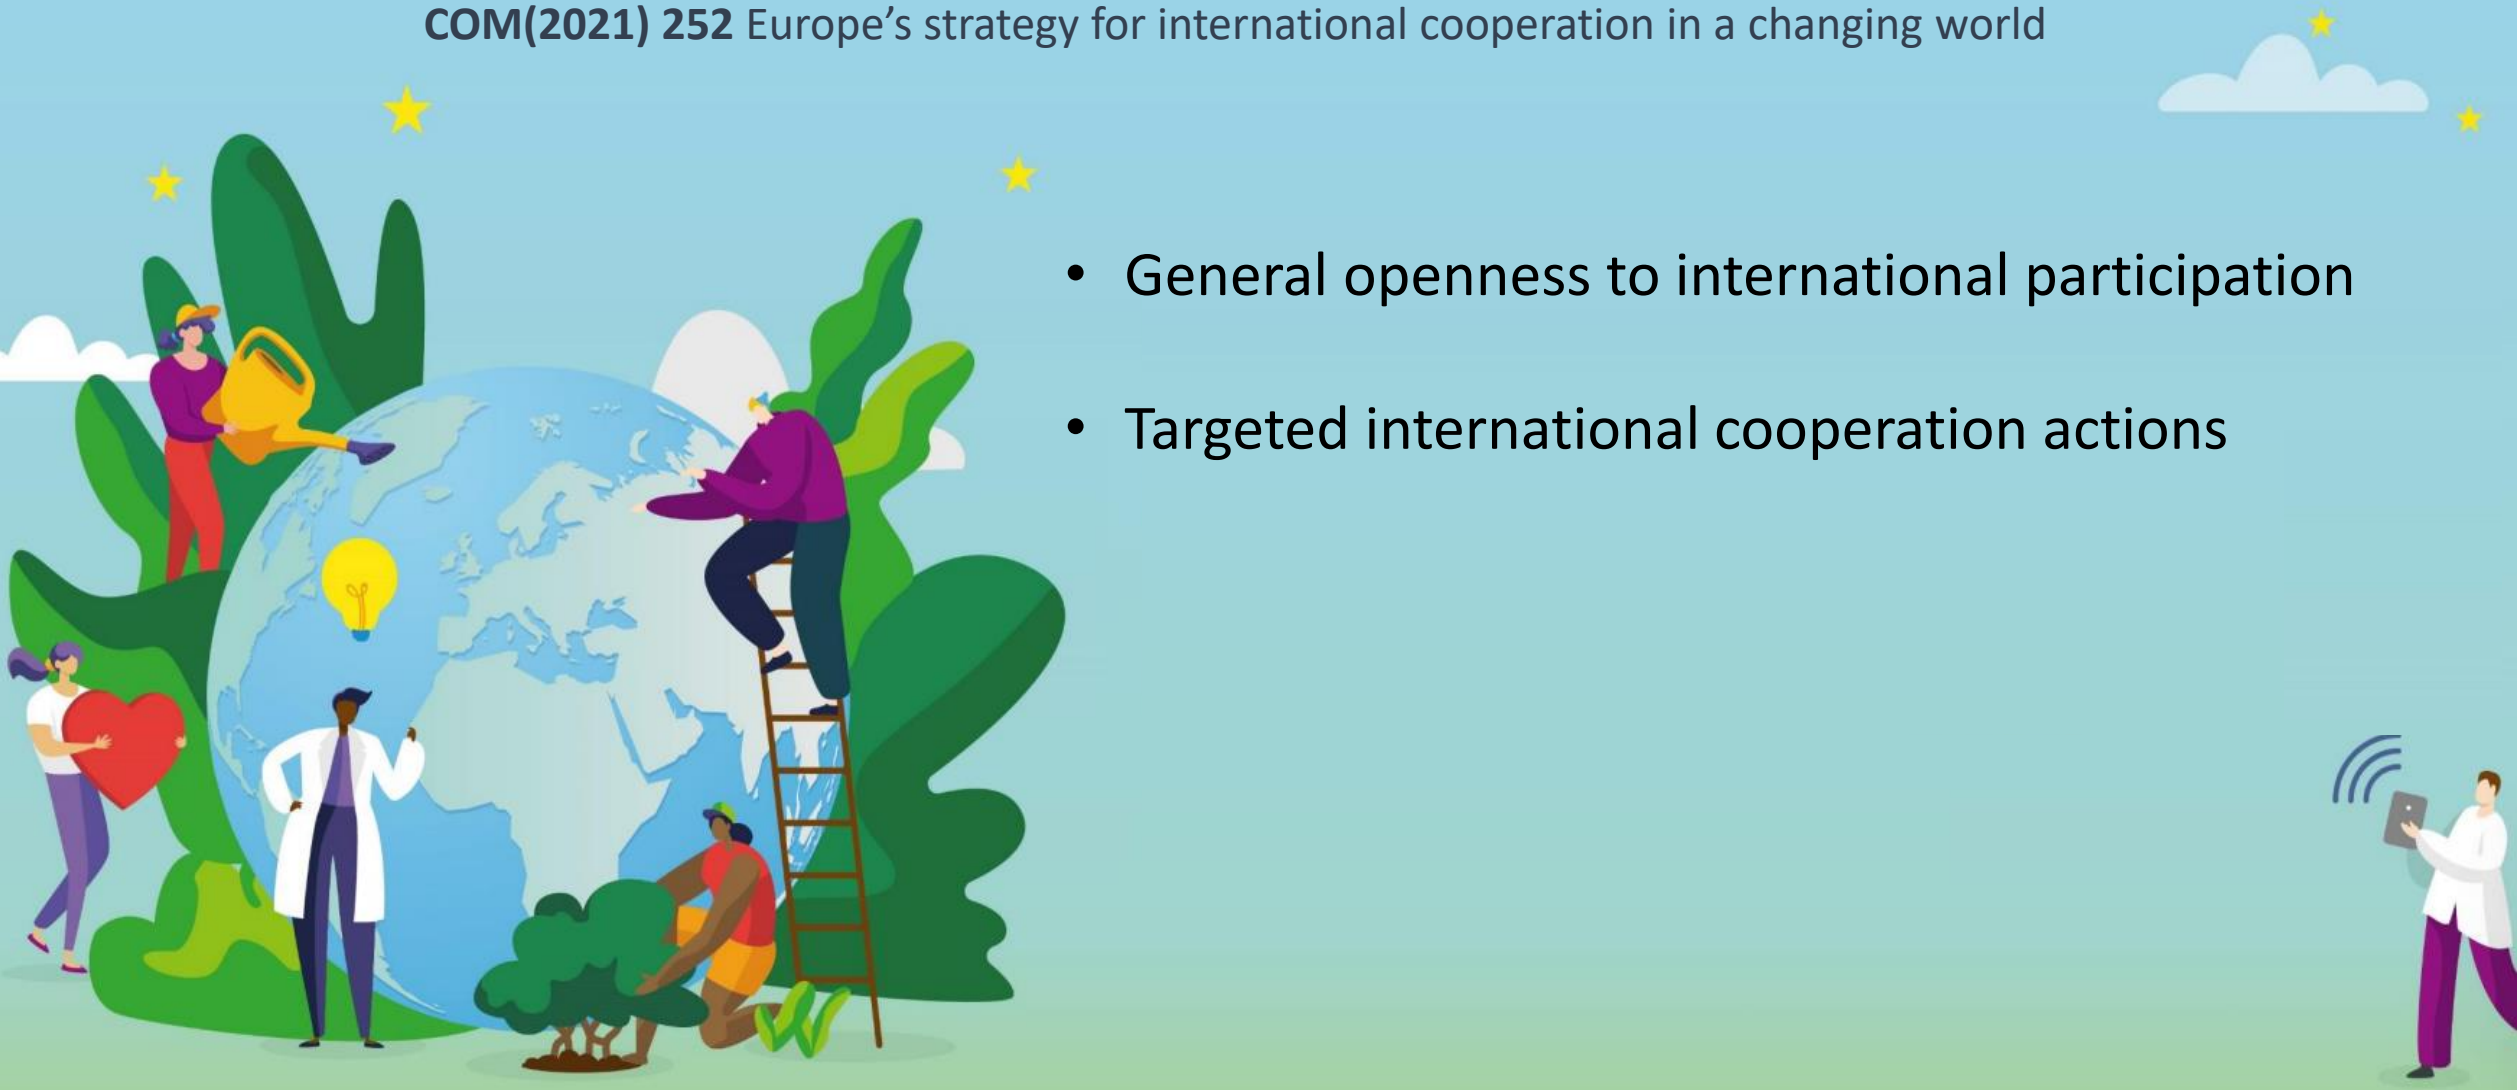 COM(2021) 252 Europe’s strategy for international cooperation in a changing world
• General openness to international participation
• Targeted international cooperation actions